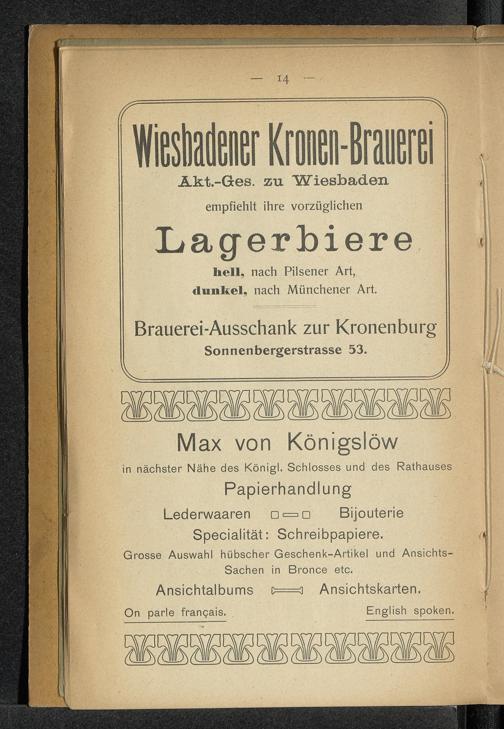 — 14 —
Wiesbadener Kronen-Brauerei
Akt.-Ges. zu Wiesbaden
empfiehlt ihre vorzüglichen
Lagerbiere
hell, nach Pilsener Art,
dunkel, nach Münchener Art.
Brauerei-Ausschank zur Kronenburg
Sonnenbergerstrasse 53.
Max von Königslöw
in nächster Nähe des Königl. Schlosses und des Rathauses
Papierhandlung
Lederwaaren Bijouterie
Specialität: Schreibpapiere.
Grosse Auswahl hübscher Geschenk-Artikel und Ansichts-
Sachen in Bronce etc.
Ansichtalbums Ansichtskarten.
On parle français. English spoken.